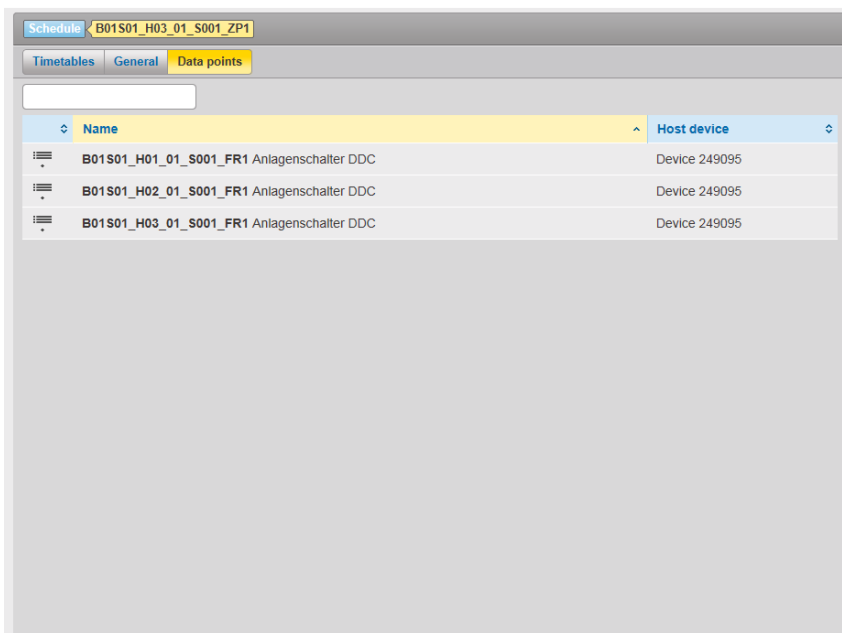 Schedule B01S01_H03_01_S001_ZP1
Timetables General Data points
Name Host device
B01S01_H01_01_S001_FR1 Anlagenschalter DDC Device 249095
B01S01_H02_01_S001_FR1 Anlagenschalter DDC Device 249095
B01S01_H03_01_S001_FR1 Anlagenschalter DDC Device 249095